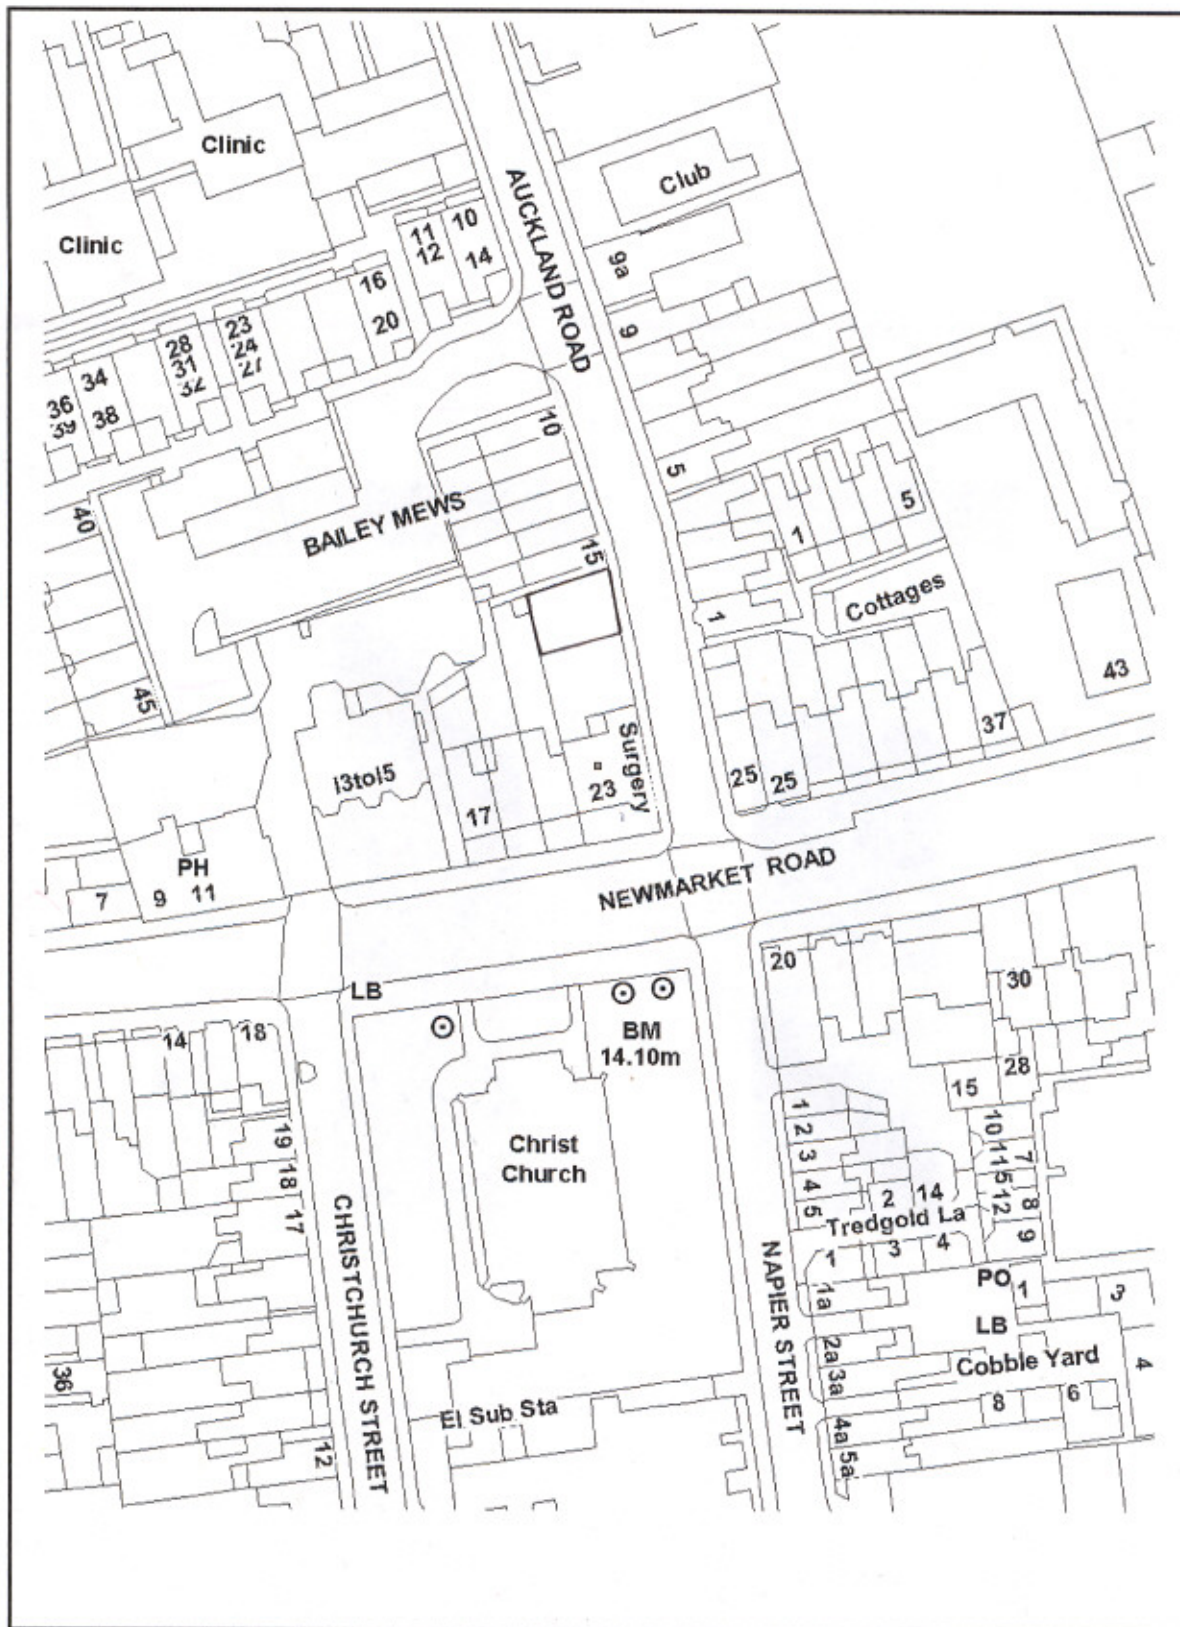 Clinic
Club
AUCKLAND ROAD
Clinic
11
10
12
14
9a
16
20
9
23
28
24
31
27
32
34
36
38
39
10
5
5
1
BAILEY MEWS
40
15
Cottages
1
43
45
37
Surgery
13to15
25
25
23
17
PH
NEWMARKET ROAD
7
9
11
20
30
LB
BM
14.10m
14
18
28
15
1
2
3
4
5
10
11
7
15
12
8
9
19
18
17
Christ
Church
2
14
Tredgold La
1
3
4
CHRISTCHURCH STREET
NAPIER STREET
PO
1
3
1a
LB
2a
3a
Cobble Yard
4
36
El Sub Sta
8
6
4a
5a
12